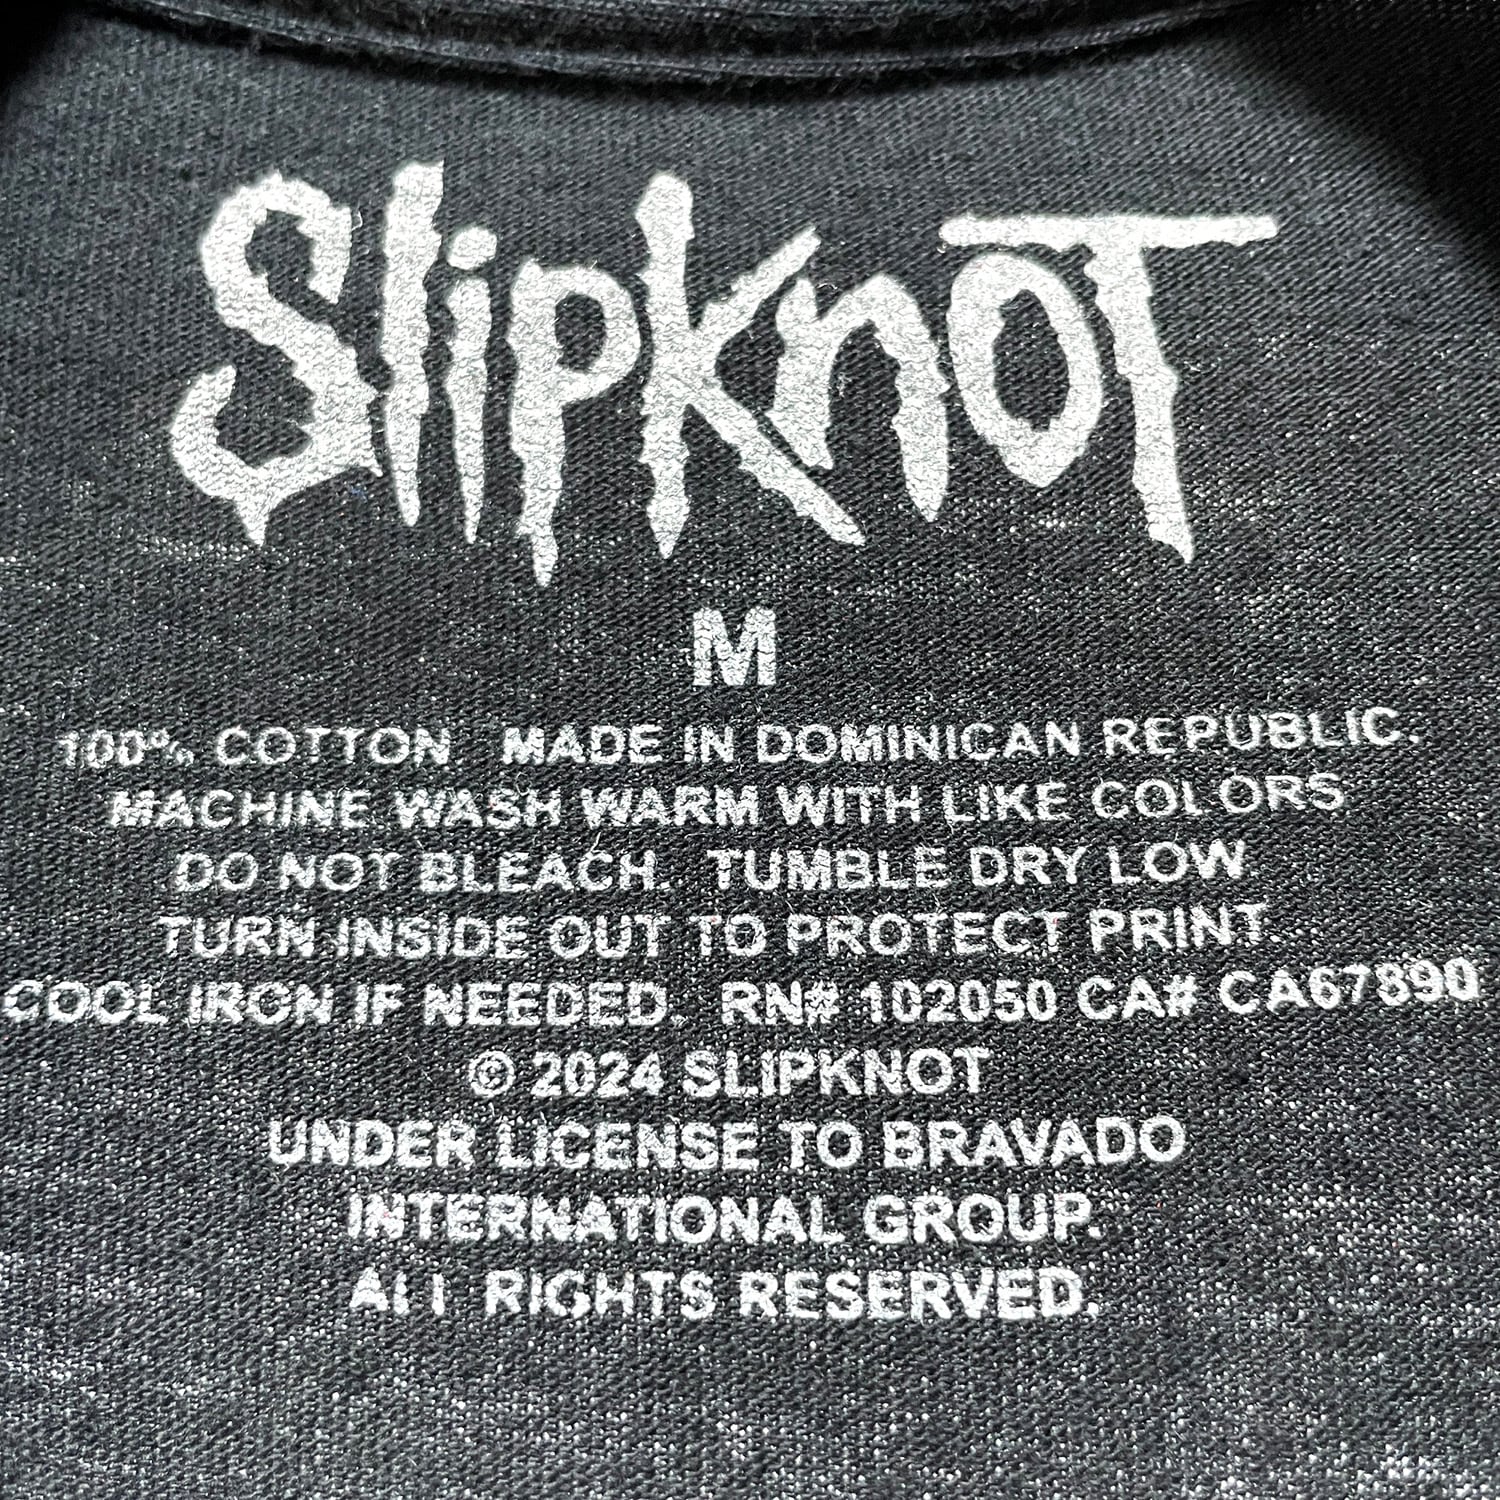 SlipknoT
M
100% COTTON MADE IN DOMINICAN REPUBLIC.
MACHINE WASH WARM WITH LIKE COLORS
DO NOT BLEACH. TUMBLE DRY LOW.
TURN INSIDE OUT TO PROTECT PRINT.
COOL IRON IF NEEDED. RN# 102050 CA# CA67890
© 2024 SLIPKNOT
UNDER LICENSE TO BRAVADO
INTERNATIONAL GROUP.
ALL RIGHTS RESERVED.